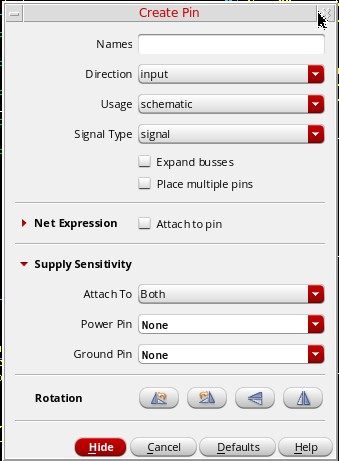 Create Pin
Names
Direction input
Usage schematic
Signal Type signal
Expand busses
Place multiple pins
Net Expression Attach to pin
Supply Sensitivity
Attach To Both
Power Pin None
Ground Pin None
Rotation
Hide Cancel Defaults Help